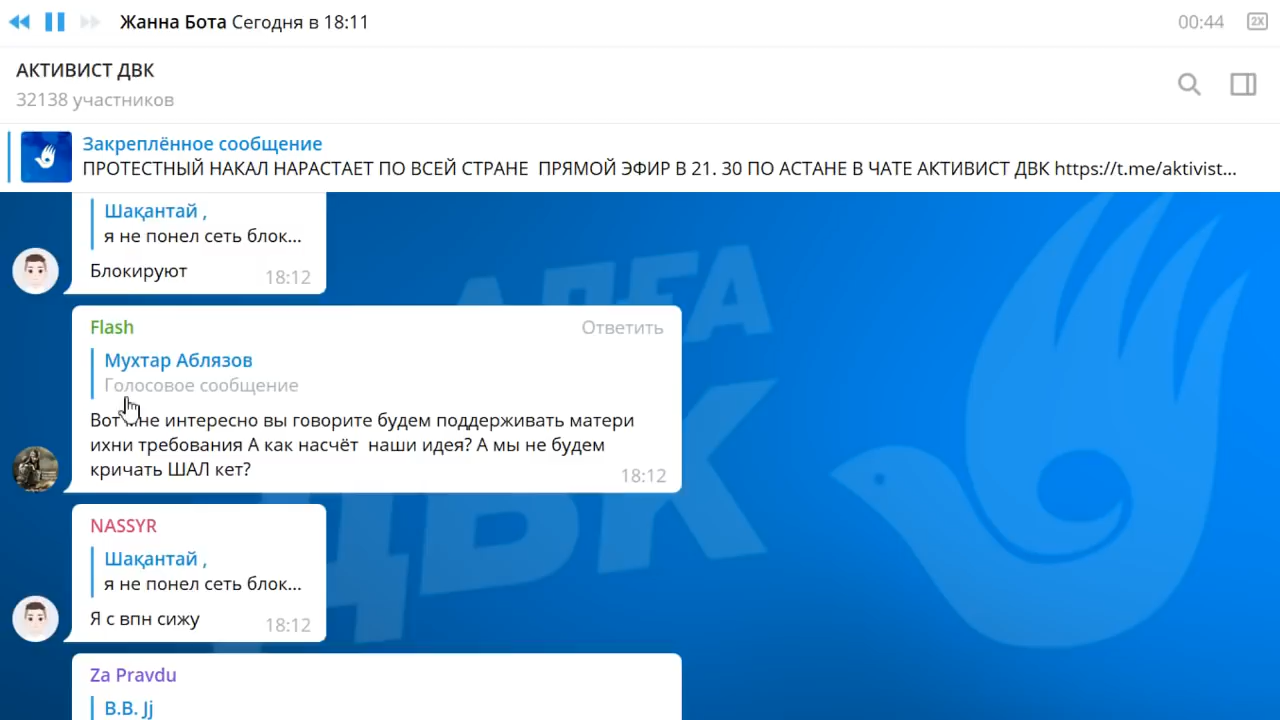 Жанна Бота Сегодня в 18:11
00:44
2X
АКТИВИСТ ДВК
32138 участников
Закреплённое сообщение
ПРОТЕСТНЫЙ НАКАЛ НАРАСТАЕТ ПО ВСЕЙ СТРАНЕ ПРЯМОЙ ЭФИР В 21. 30 ПО АСТАНЕ В ЧАТЕ АКТИВИСТ ДВК https://t.me/aktivist...
Шақантай ,
я не понел сеть блок...
Блокируют
18:12
АЛҒА
ДВК
Flash
Ответить
Мухтар Аблязов
Голосовое сообщение
Вот мне интересно вы говорите будем поддерживать матери
ихни требования А как насчёт наши идея? А мы не будем
кричать ШАЛ кет?
18:12
NASSYR
Шақантай ,
я не понел сеть блок...
Я с впн сижу
18:12
Za Pravdu
B.B. Jj